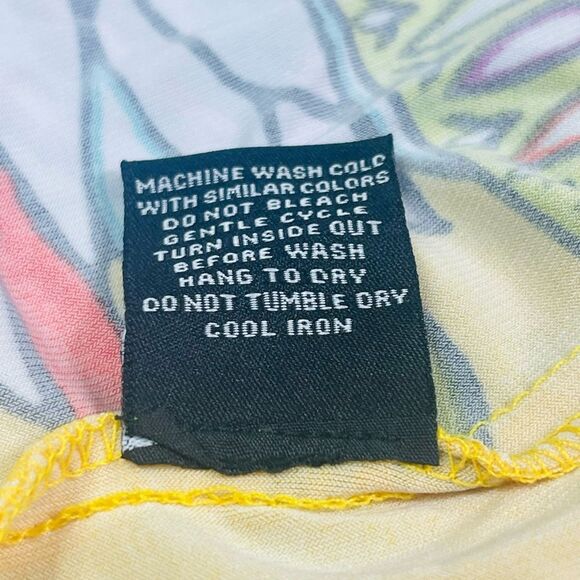 MACHINE WASH COLD
WITH SIMILAR COLORS
DO NOT BLEACH
GENTLE CYCLE
TURN INSIDE OUT
BEFORE WASH
HANG TO DRY
DO NOT TUMBLE DRY
COOL IRON